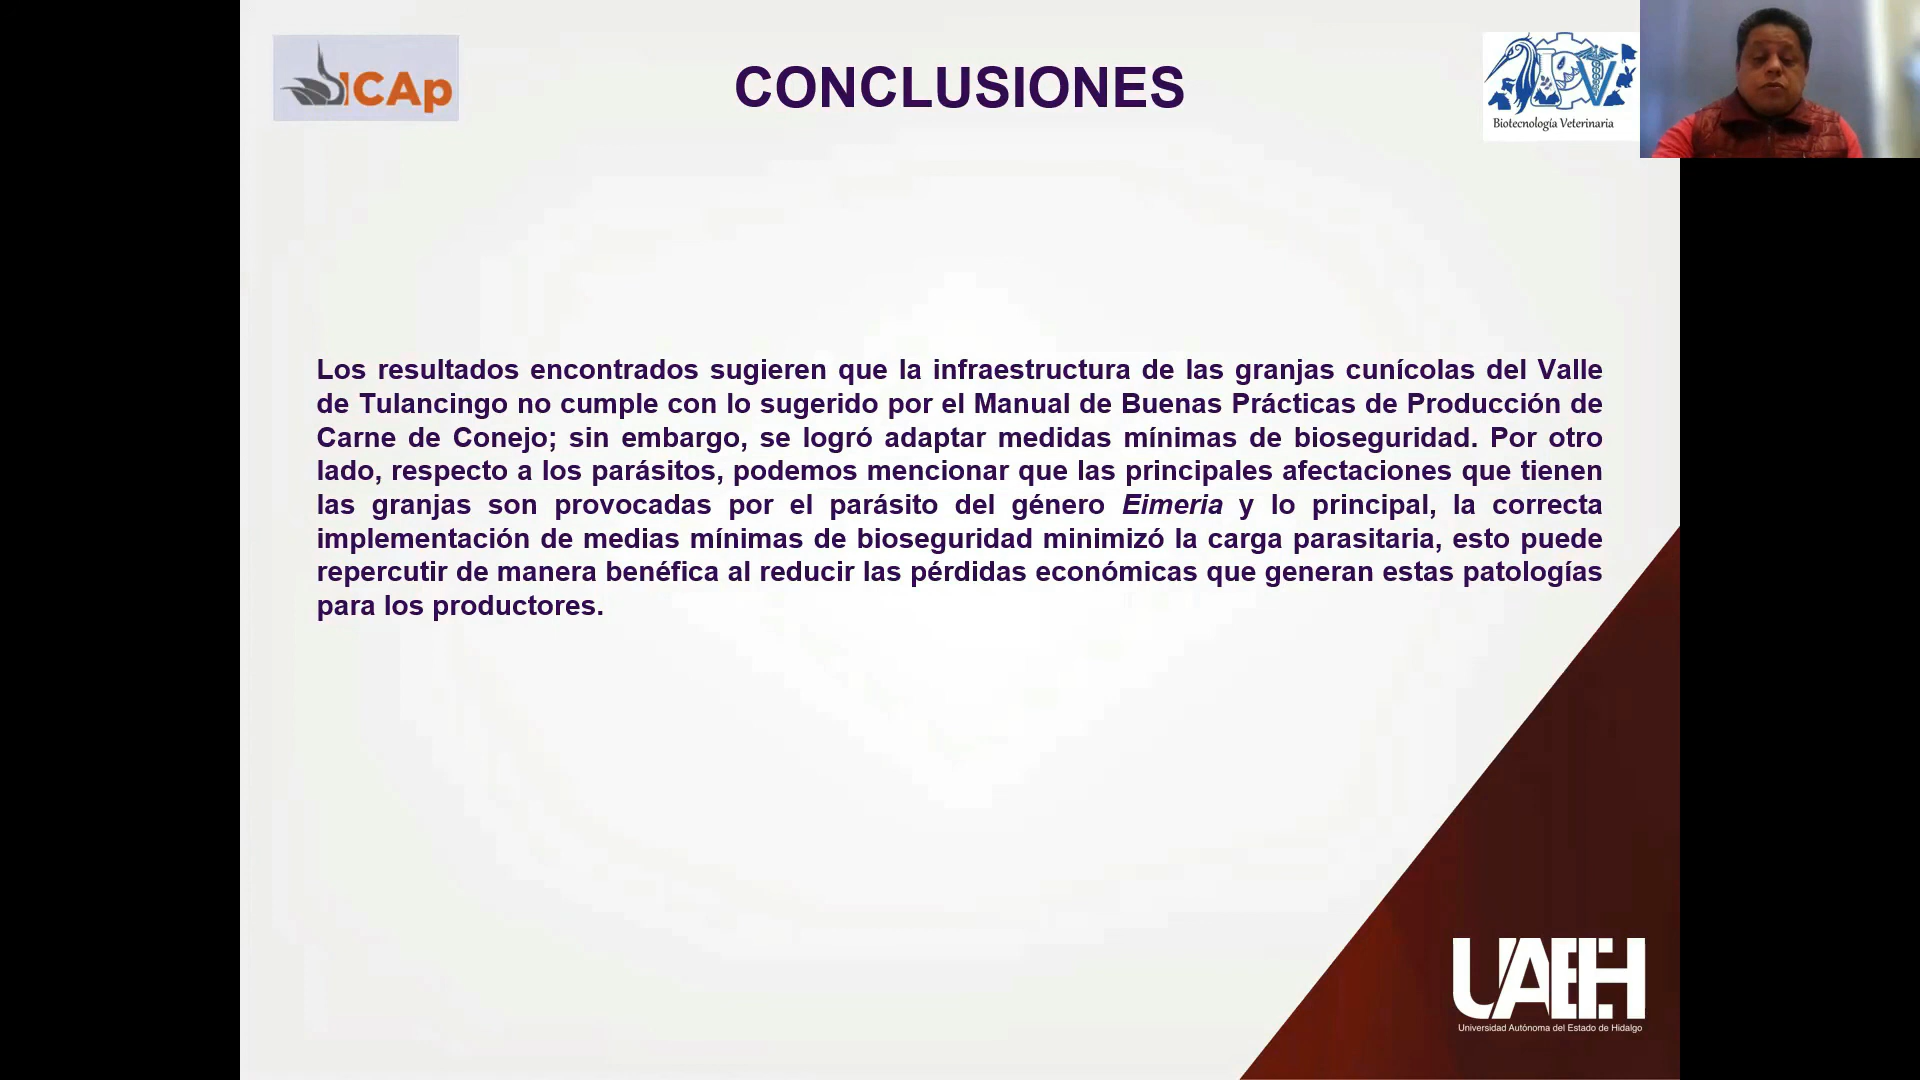 ICAp
CONCLUSIONES
Biotecnología Veterinaria
Los resultados encontrados sugieren que la infraestructura de las granjas cunícolas del Valle
de Tulancingo no cumple con lo sugerido por el Manual de Buenas Prácticas de Producción de
Carne de Conejo; sin embargo, se logró adaptar medidas mínimas de bioseguridad. Por otro
lado, respecto a los parásitos, podemos mencionar que las principales afectaciones que tienen
las granjas son provocadas por el parásito del género Eimeria y lo principal, la correcta
implementación de medias mínimas de bioseguridad minimizó la carga parasitaria, esto puede
repercutir de manera benéfica al reducir las pérdidas económicas que generan estas patologías
para los productores.
UAEH
Universidad Autónoma del Estado de Hidalgo